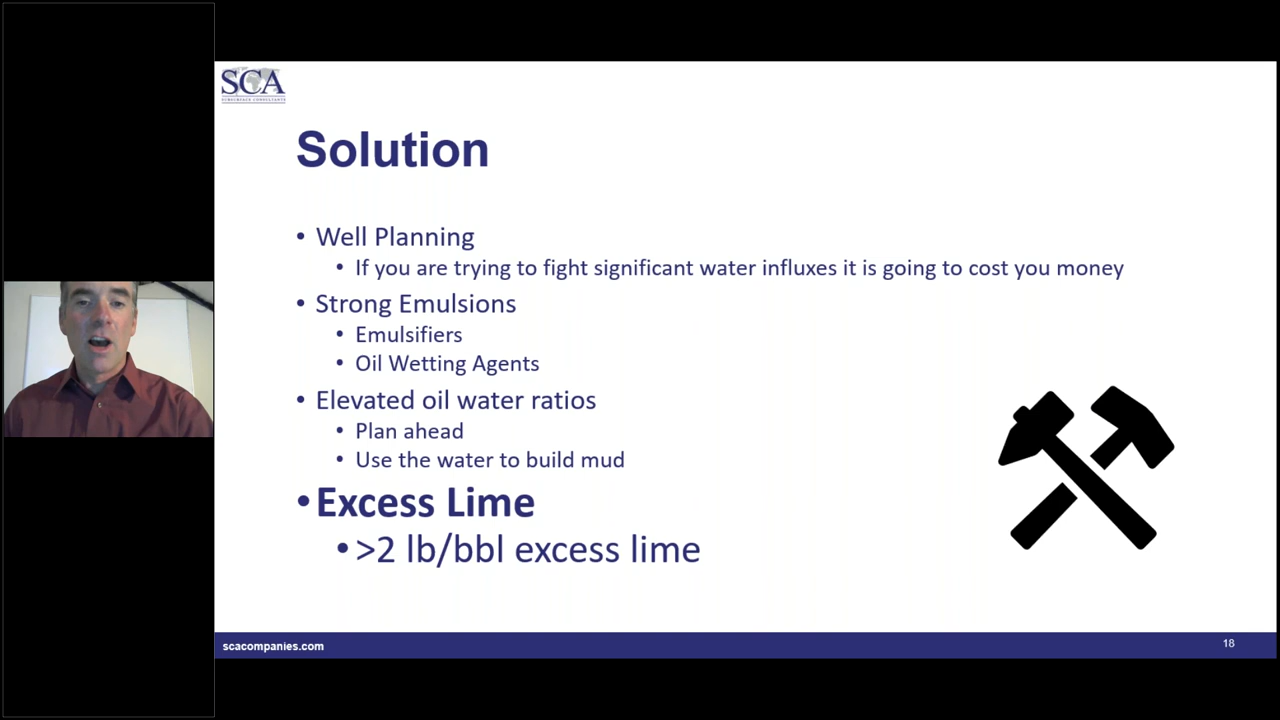 SCA
SUBSURFACE CONSULTANTS
Solution
• Well Planning
• If you are trying to fight significant water influxes it is going to cost you money
• Strong Emulsions
• Emulsifiers
• Oil Wetting Agents
• Elevated oil water ratios
• Plan ahead
• Use the water to build mud
• Excess Lime
• >2 lb/bbl excess lime
scacompanies.com
18